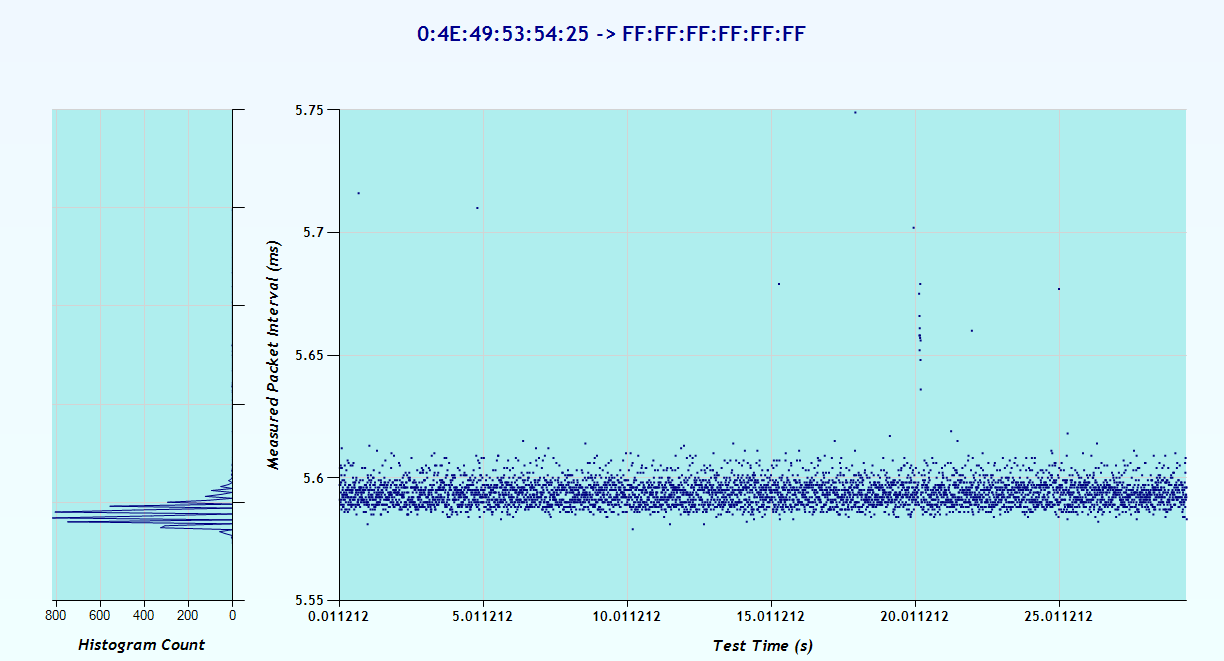 0:4E:49:53:54:25 -> FF:FF:FF:FF:FF:FF
5.75
5.7
5.65
5.6
5.55
Measured Packet Interval (ms)
800 600 400 200 0
0.011212 5.011212 10.011212 15.011212 20.011212 25.011212
Histogram Count
Test Time (s)